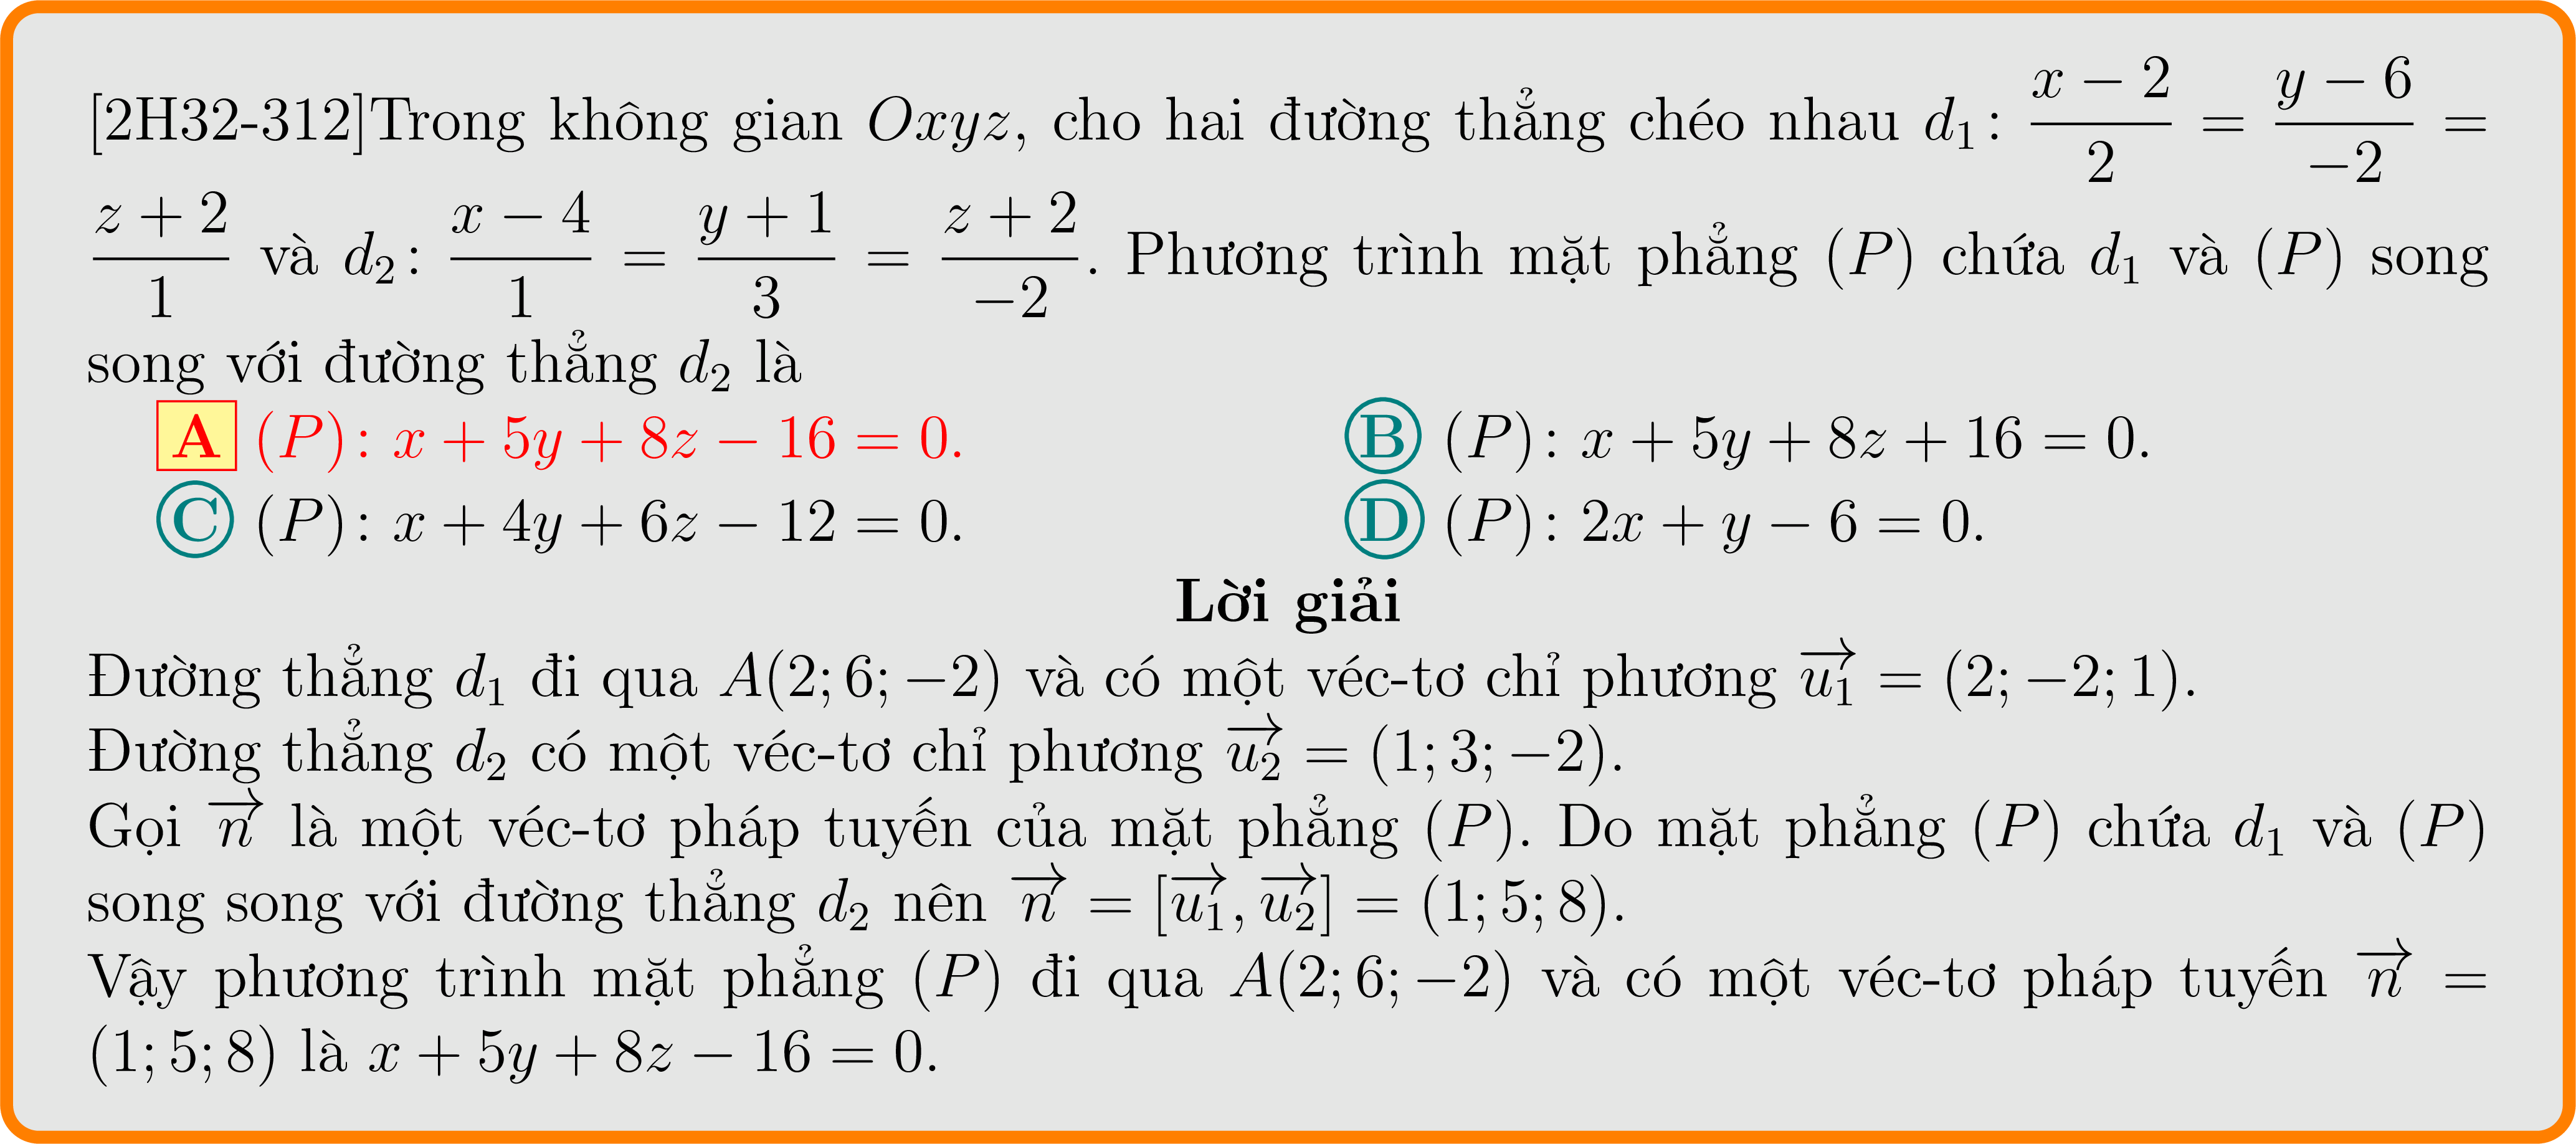 [2H32-312]Trong không gian $Oxyz$, cho hai đường thẳng chéo nhau $d_1\colon \dfrac{x-2}{2} = \dfrac{y-6}{-2} =$
$\dfrac{z+2}{1}$ và $d_2\colon \dfrac{x-4}{1} = \dfrac{y+1}{3} = \dfrac{z+2}{-2}$. Phương trình mặt phẳng $(P)$ chứa $d_1$ và $(P)$ song
song với đường thẳng $d_2$ là
A $(P)\colon x + 5y + 8z - 16 = 0$. B $(P)\colon x + 5y + 8z + 16 = 0$.
C $(P)\colon x + 4y + 6z - 12 = 0$. D $(P)\colon 2x + y - 6 = 0$.
Lời giải
Đường thẳng $d_1$ đi qua $A(2; 6; -2)$ và có một véc-tơ chỉ phương $\overrightarrow{u_1} = (2; -2; 1)$.
Đường thẳng $d_2$ có một véc-tơ chỉ phương $\overrightarrow{u_2} = (1; 3; -2)$.
Gọi $\overrightarrow{n}$ là một véc-tơ pháp tuyến của mặt phẳng $(P)$. Do mặt phẳng $(P)$ chứa $d_1$ và $(P)$
song song với đường thẳng $d_2$ nên $\overrightarrow{n} = [\overrightarrow{u_1}, \overrightarrow{u_2}] = (1; 5; 8)$.
Vậy phương trình mặt phẳng $(P)$ đi qua $A(2; 6; -2)$ và có một véc-tơ pháp tuyến $\overrightarrow{n} =$
$(1; 5; 8)$ là $x + 5y + 8z - 16 = 0$.